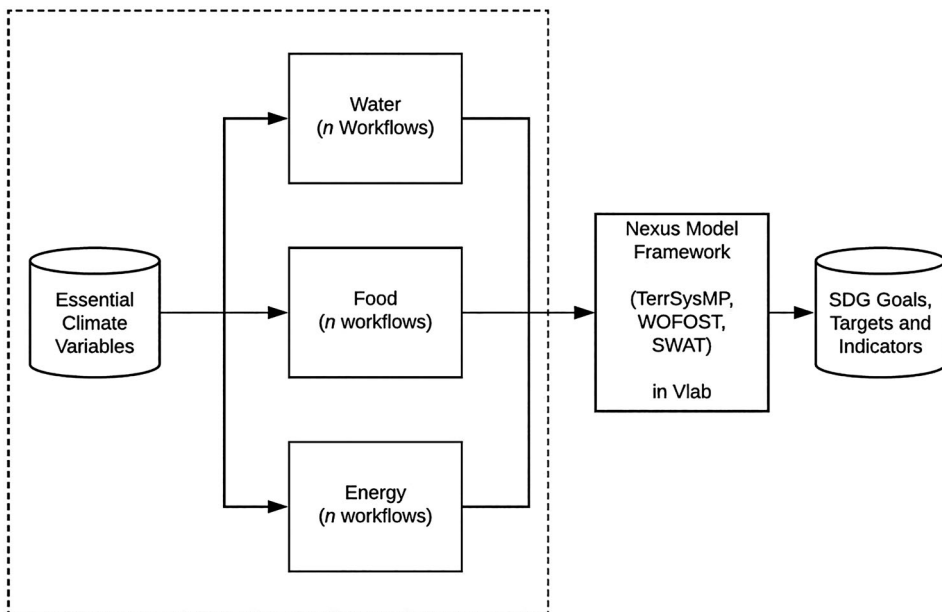 Water
(n Workflows)
Essential
Climate
Variables
Food
(n workflows)
Energy
(n workflows)
Nexus Model
Framework
(TerrSysMP,
WOFOST,
SWAT)
in Vlab
SDG Goals,
Targets and
Indicators